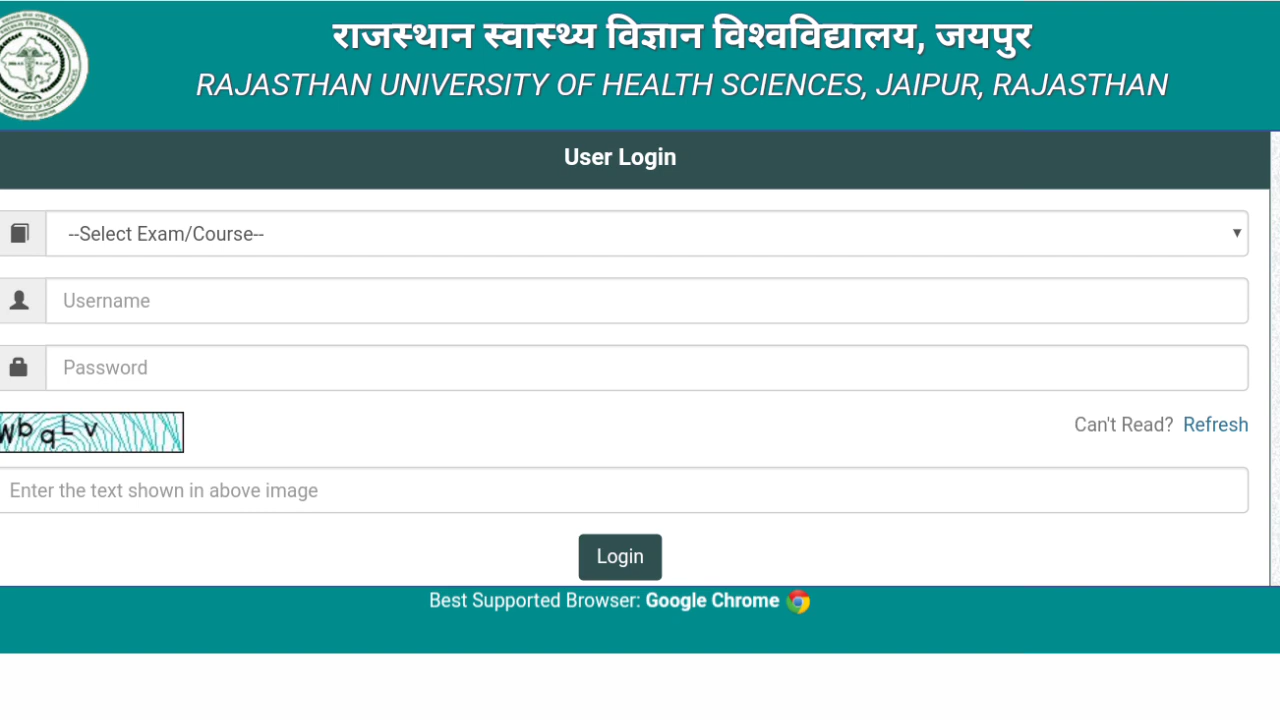 राजस्थान स्वास्थ्य विज्ञान विश्वविद्यालय, जयपुर
RAJASTHAN UNIVERSITY OF HEALTH SCIENCES, JAIPUR, RAJASTHAN
User Login
--Select Exam/Course--
Username
Password
WbqLv
Can't Read? Refresh
Enter the text shown in above image
Login
Best Supported Browser: Google Chrome